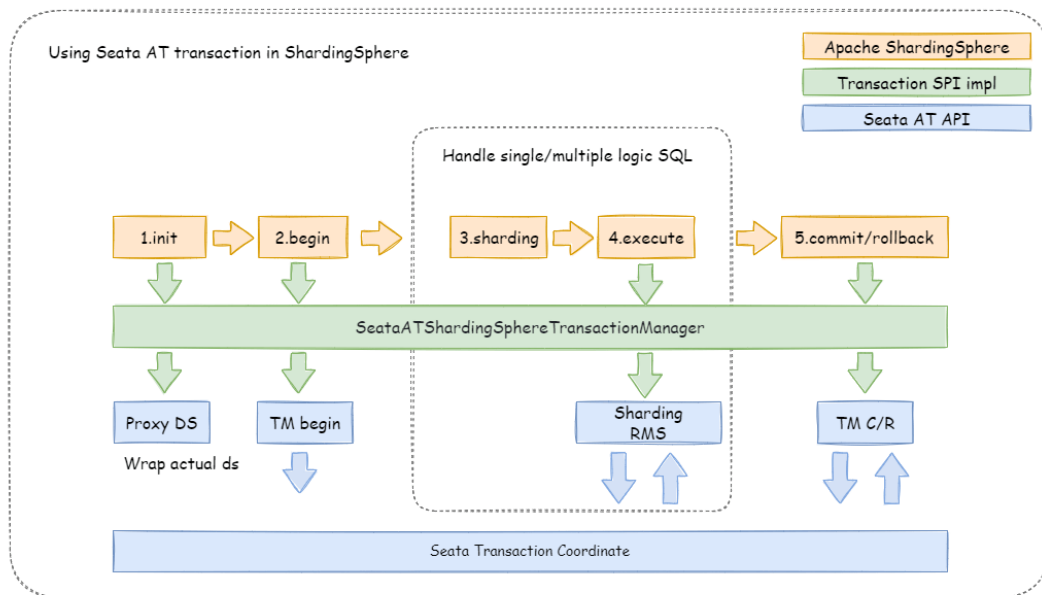 Using Seata AT transaction in ShardingSphere
Apache ShardingSphere
Transaction SPI impl
Seata AT API
Handle single/multiple logic SQL
1.init
2.begin
3.sharding
4.execute
5.commit/rollback
SeataATShardingSphereTransactionManager
Proxy DS
TM begin
Sharding
RMS
TM C/R
Wrap actual ds
Seata Transaction Coordinate